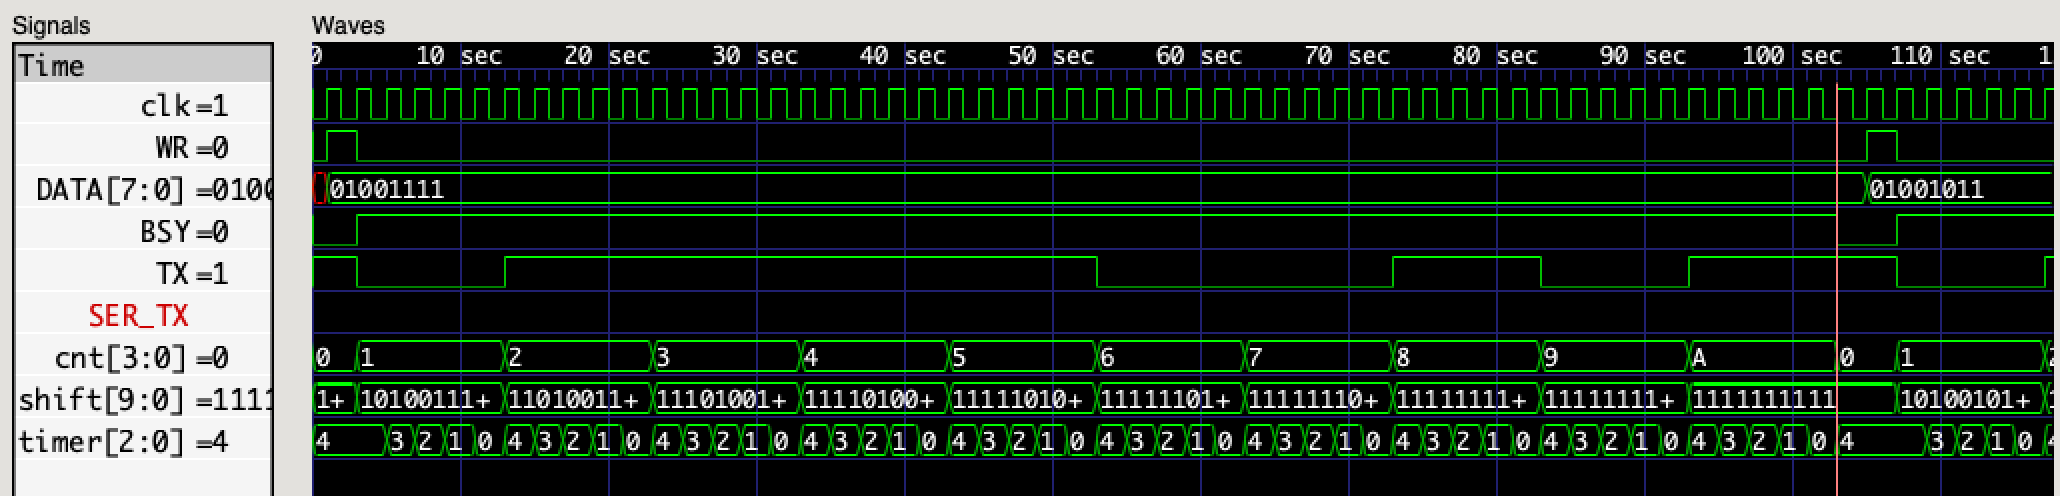 Signals Waves
Time 0 10 sec 20 sec 30 sec 40 sec 50 sec 60 sec 70 sec 80 sec 90 sec 100 sec 110 sec 1
clk =1
WR =0
DATA[7:0] =0100 01001111 01001011
BSY =0
TX =1
SER_TX
cnt[3:0] =0 0 1 2 3 4 5 6 7 8 9 A 0 1 2
shift[9:0] =1111 1+ 10100111+ 11010011+ 11101001+ 11110100+ 11111010+ 11111101+ 11111110+ 11111111+ 11111111+ 1111111111 10100101+ 1
timer[2:0] =4 4 3 2 1 0 4 3 2 1 0 4 3 2 1 0 4 3 2 1 0 4 3 2 1 0 4 3 2 1 0 4 3 2 1 0 4 3 2 1 0 4 3 2 1 0 4 3 2 1 0 4 3 2 1 0 4